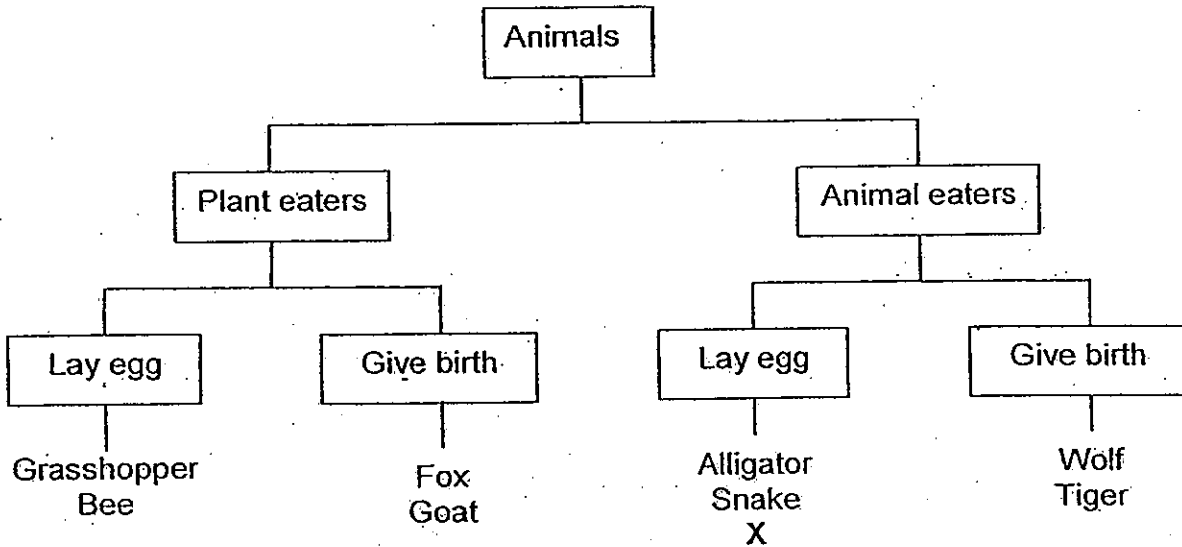 Animals
Plant eaters
Animal eaters
Lay egg
Give birth
Lay egg
Give birth
Grasshopper
Bee
Fox
Goat
Alligator
Snake
X
Wolf
Tiger